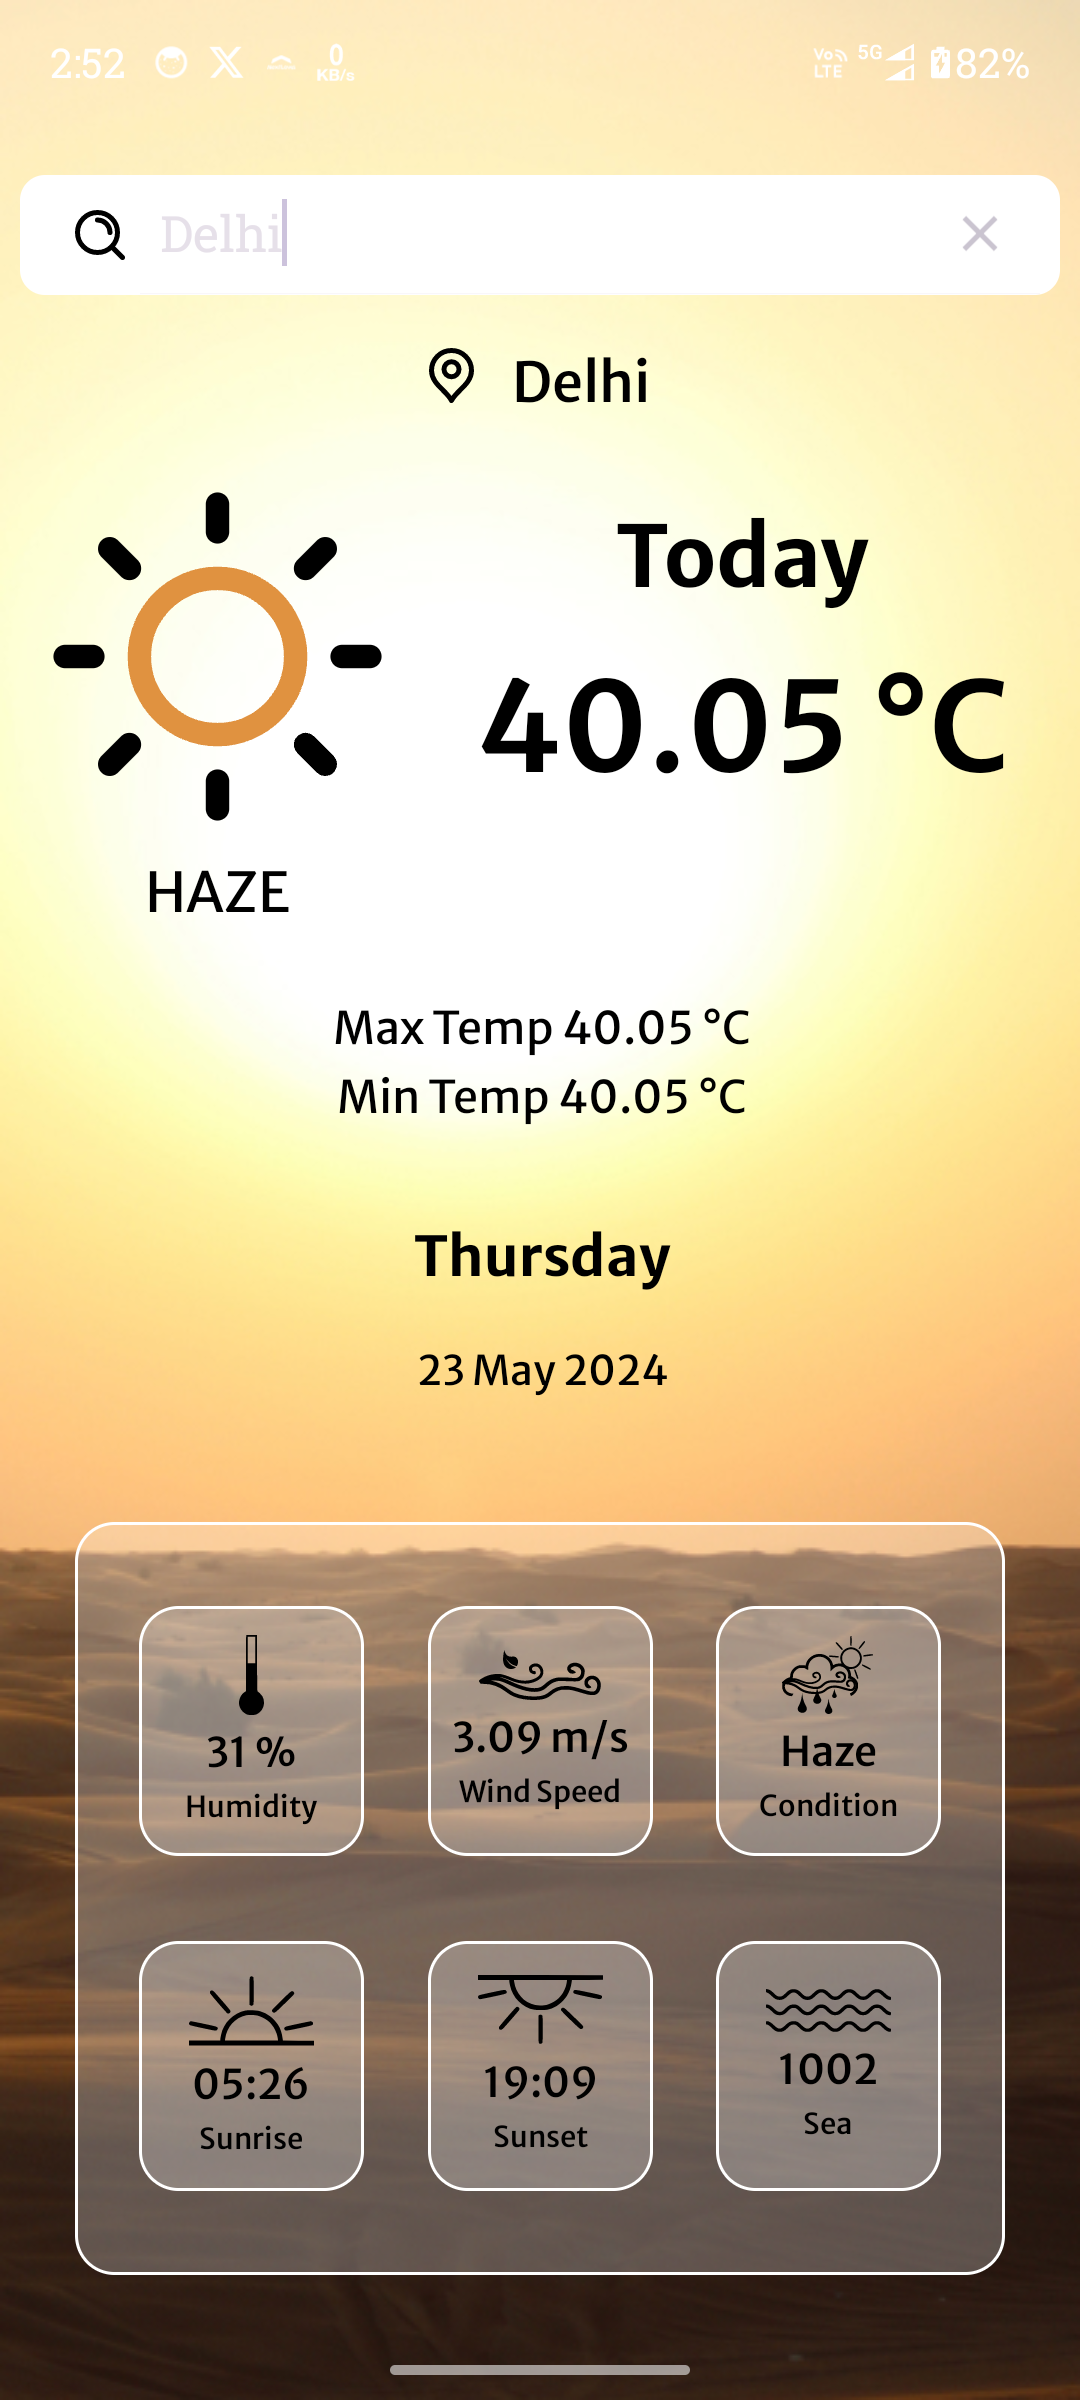 2:52 X 0 KB/s Vo LTE 5G 82%
Delhi
Delhi
Today
40.05 °C
HAZE
Max Temp 40.05 °C
Min Temp 40.05 °C
Thursday
23 May 2024
31 % 3.09 m/s Haze
Humidity Wind Speed Condition
05:26 19:09 1002
Sunrise Sunset Sea